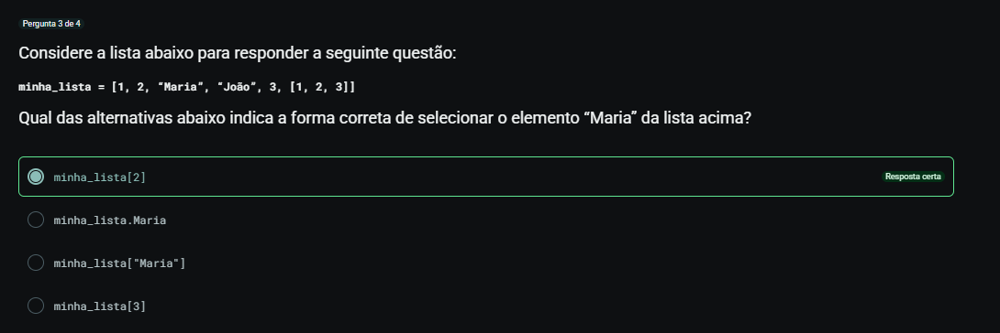 Pergunta 3 de 4
Considere a lista abaixo para responder a seguinte questão:
minha_lista = [1, 2, “Maria”, “João”, 3, [1, 2, 3]]
Qual das alternativas abaixo indica a forma correta de selecionar o elemento “Maria” da lista acima?
minha_lista[2] Resposta certa
minha_lista.Maria
minha_lista["Maria"]
minha_lista[3]